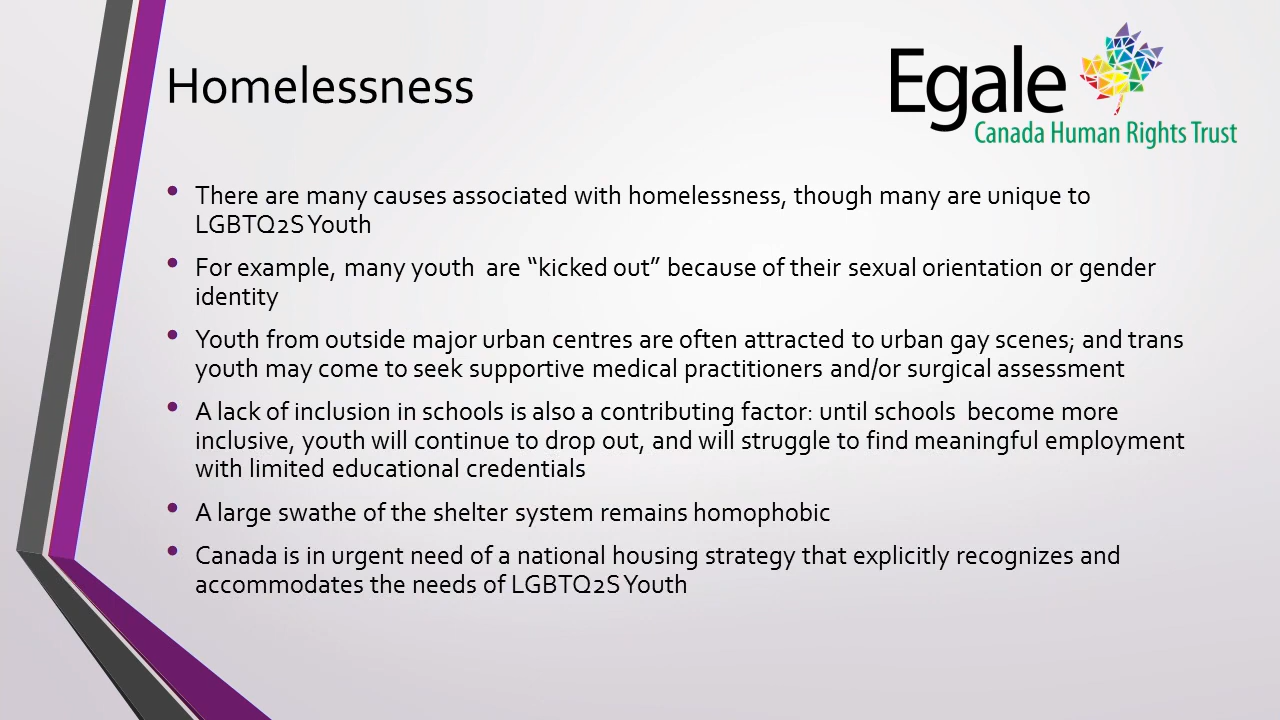 Homelessness
Egale
Canada Human Rights Trust
• There are many causes associated with homelessness, though many are unique to
LGBTQ2S Youth
• For example, many youth  are “kicked out” because of their sexual orientation or gender
identity
• Youth from outside major urban centres are often attracted to urban gay scenes; and trans
youth may come to seek supportive medical practitioners and/or surgical assessment
• A lack of inclusion in schools is also a contributing factor: until schools  become more
inclusive, youth will continue to drop out, and will struggle to find meaningful employment
with limited educational credentials
• A large swathe of the shelter system remains homophobic
• Canada is in urgent need of a national housing strategy that explicitly recognizes and
accommodates the needs of LGBTQ2S Youth